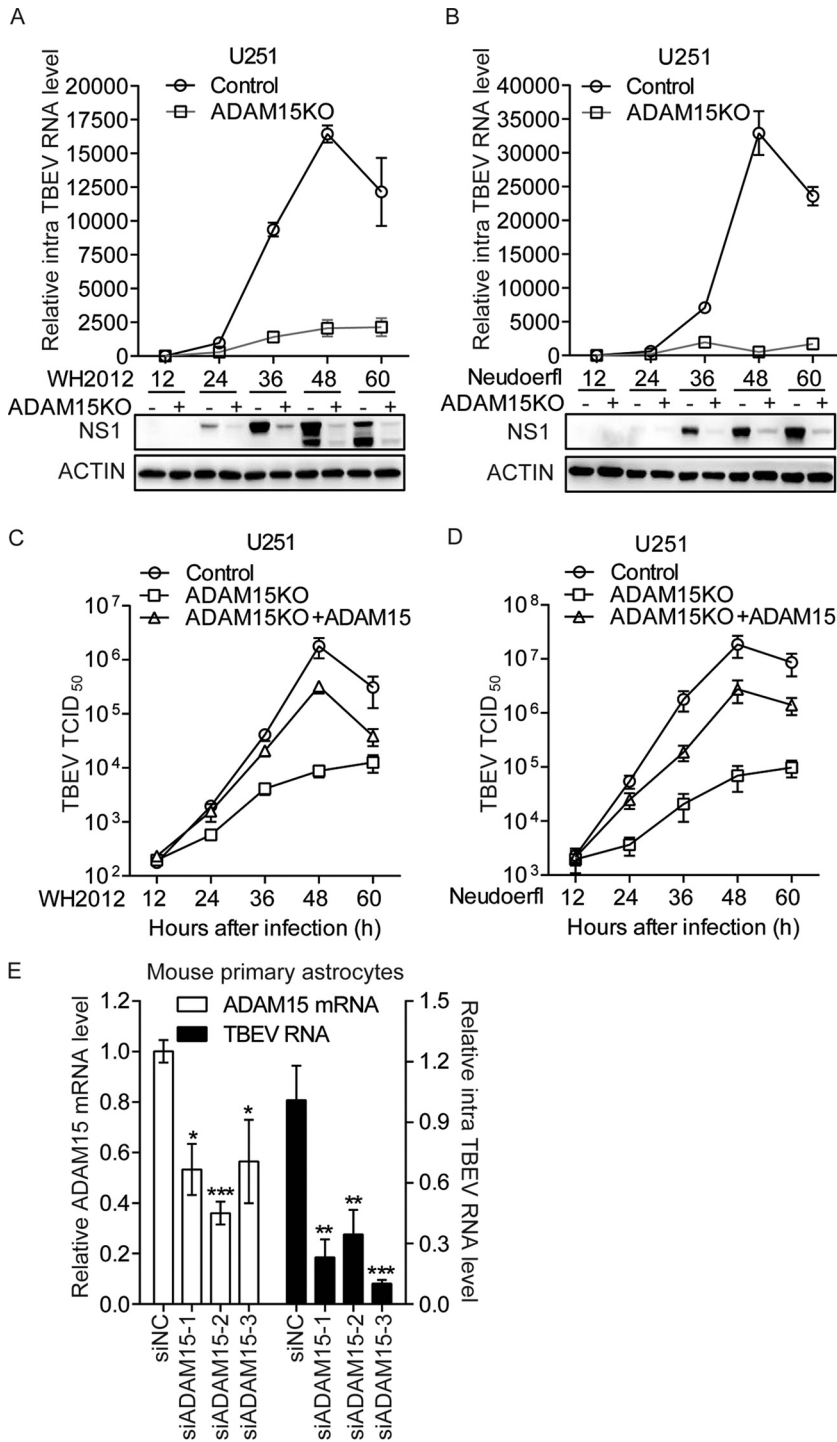 A
U251
Control
ADAM15KO
Relative intra TBEV RNA level
20000
17500
15000
12500
10000
7500
5000
2500
0
WH2012 12 24 36 48 60
ADAM15KO - + - + - + - + - +
NS1
ACTIN
B
U251
Control
ADAM15KO
Relative intra TBEV RNA level
40000
35000
30000
25000
20000
15000
10000
5000
0
Neudoerfl 12 24 36 48 60
ADAM15KO - + - + - + - + - +
NS1
ACTIN
C
U251
Control
ADAM15KO
ADAM15KO+ADAM15
TBEV TCID50
10^7
10^6
10^5
10^4
10^3
10^2
WH2012 12 24 36 48 60
Hours after infection (h)
D
U251
Control
ADAM15KO
ADAM15KO+ADAM15
TBEV TCID50
10^8
10^7
10^6
10^5
10^4
10^3
Neudoerfl 12 24 36 48 60
Hours after infection (h)
E
Mouse primary astrocytes
ADAM15 mRNA
TBEV RNA
Relative ADAM15 mRNA level
1.2
1.0
0.8
0.6
0.4
0.2
0.0
* *** * ** ** ***
1.5
1.2
0.9
0.6
0.3
0.0
Relative intra TBEV RNA level
siNC
siADAM15-1
siADAM15-2
siADAM15-3
siNC
siADAM15-1
siADAM15-2
siADAM15-3